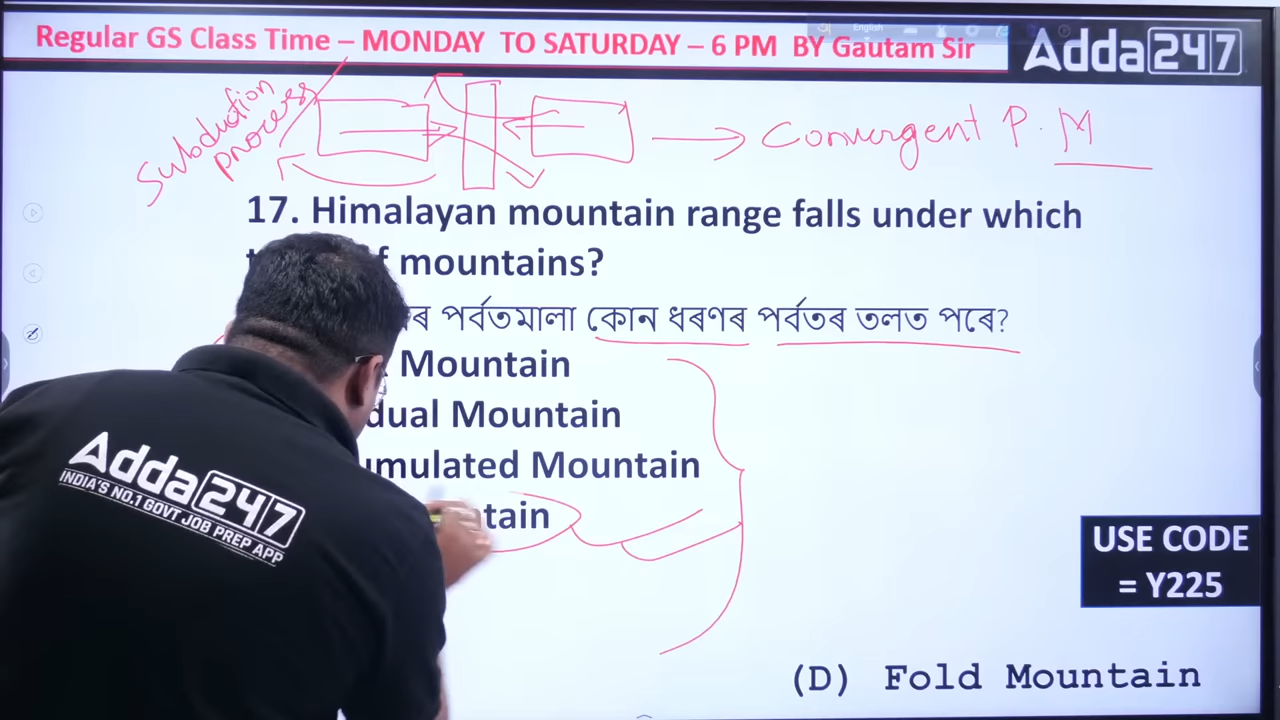 Regular GS Class Time – MONDAY TO SATURDAY – 6 PM BY Gautam Sir
Adda247
Subduction
process
Convergent P. M
17. Himalayan mountain range falls under which
mountains?
পৰ্বতমালা কোন ধৰণৰ পৰ্বতৰ তলত পৰে?
Mountain
dual Mountain
umulated Mountain
tain
Adda247
INDIA'S NO.1 GOVT JOB PREP APP
USE CODE
= Y225
(D) Fold Mountain